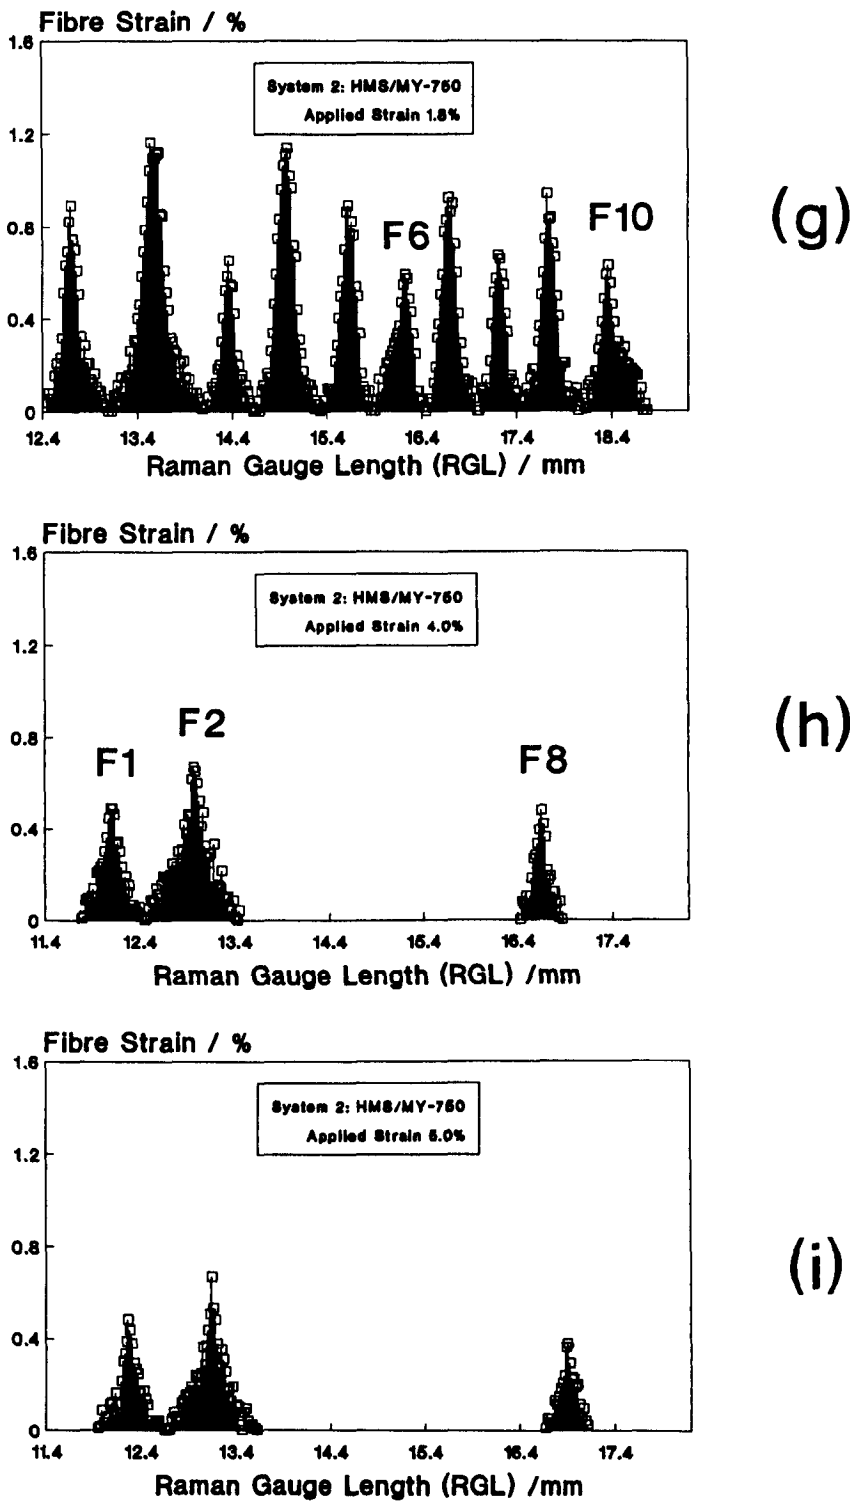 Fibre Strain / %
1.6
System 2: HMS/MY-750
Applied Strain 1.8%
1.2
(g)
F6
F10
0.8
0.4
0
12.4 13.4 14.4 15.4 16.4 17.4 18.4
Raman Gauge Length (RGL) / mm
Fibre Strain / %
1.6
System 2: HMS/MY-750
Applied Strain 4.0%
1.2
(h)
F2
0.8
F1
F8
0.4
0
11.4 12.4 13.4 14.4 15.4 16.4 17.4
Raman Gauge Length (RGL) /mm
Fibre Strain / %
1.6
System 2: HMS/MY-750
Applied Strain 5.0%
1.2
(i)
0.8
0.4
0
11.4 12.4 13.4 14.4 15.4 16.4 17.4
Raman Gauge Length (RGL) /mm